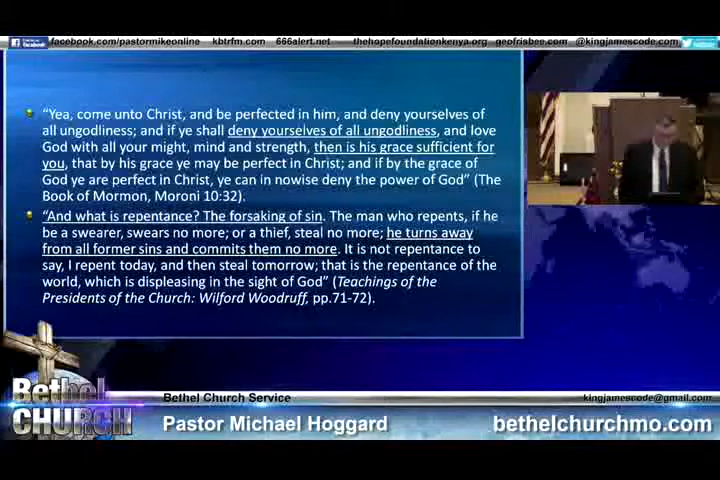 facebook.com/pastormikeonline kbtrfm.com 666alert.net thehopefoundationkenya.org geofrisbee.com @kingjamescode.com
"Yea, come unto Christ, and be perfected in him, and deny yourselves of
all ungodliness; and if ye shall deny yourselves of all ungodliness, and love
God with all your might, mind and strength, then is his grace sufficient for
you, that by his grace ye may be perfect in Christ; and if by the grace of
God ye are perfect in Christ, ye can in nowise deny the power of God" (The
Book of Mormon, Moroni 10:32).
"And what is repentance? The forsaking of sin. The man who repents, if he
be a swearer, swears no more; or a thief, steal no more; he turns away
from all former sins and commits them no more. It is not repentance to
say, I repent today, and then steal tomorrow; that is the repentance of the
world, which is displeasing in the sight of God" (Teachings of the
Presidents of the Church: Wilford Woodruff, pp.71-72).
Bethel
CHURCH
Bethel Church Service
kingjamescode@gmail.com
Pastor Michael Hoggard
bethelchurchmo.com